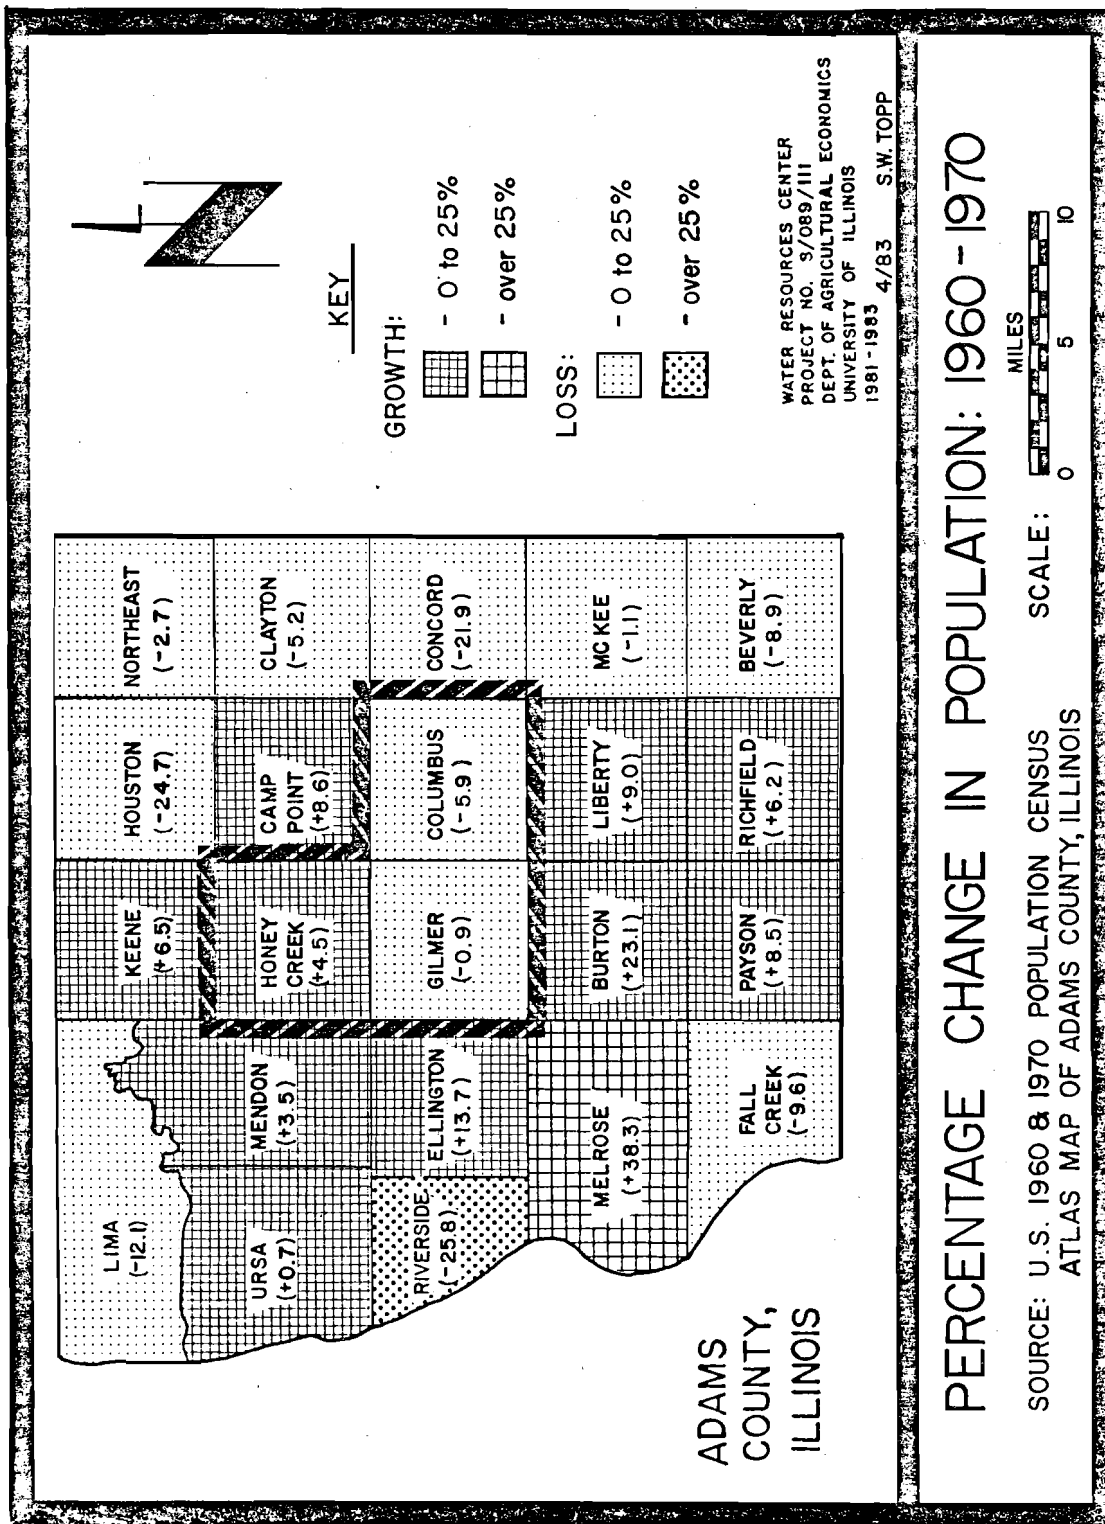 LIMA
(-12.1)
KEENE
(+6.5)
HOUSTON
(-24.7)
NORTHEAST
(-2.7)
URSA
(+0.7)
MENDON
(+3.5)
HONEY
CREEK
(+4.5)
CAMP
POINT
(+8.6)
CLAYTON
(-5.2)
RIVERSIDE
(-25.8)
ELLINGTON
(+13.7)
GILMER
(-0.9)
COLUMBUS
(-5.9)
CONCORD
(-21.9)
MELROSE
(+38.3)
BURTON
(+23.1)
LIBERTY
(+9.0)
MC KEE
(-1.1)
FALL
CREEK
(-9.6)
PAYSON
(+8.5)
RICHFIELD
(+6.2)
BEVERLY
(-8.9)
ADAMS
COUNTY,
ILLINOIS
KEY
GROWTH:
- 0 to 25%
- over 25%
LOSS:
- 0 to 25%
- over 25%
WATER RESOURCES CENTER
PROJECT NO. S/089/111
DEPT. OF AGRICULTURAL ECONOMICS
UNIVERSITY OF ILLINOIS
1981-1983 4/83 S.W. TOPP
PERCENTAGE CHANGE IN POPULATION: 1960-1970
SOURCE: U.S. 1960 & 1970 POPULATION CENSUS
ATLAS MAP OF ADAMS COUNTY, ILLINOIS
SCALE:
MILES
0 5 10